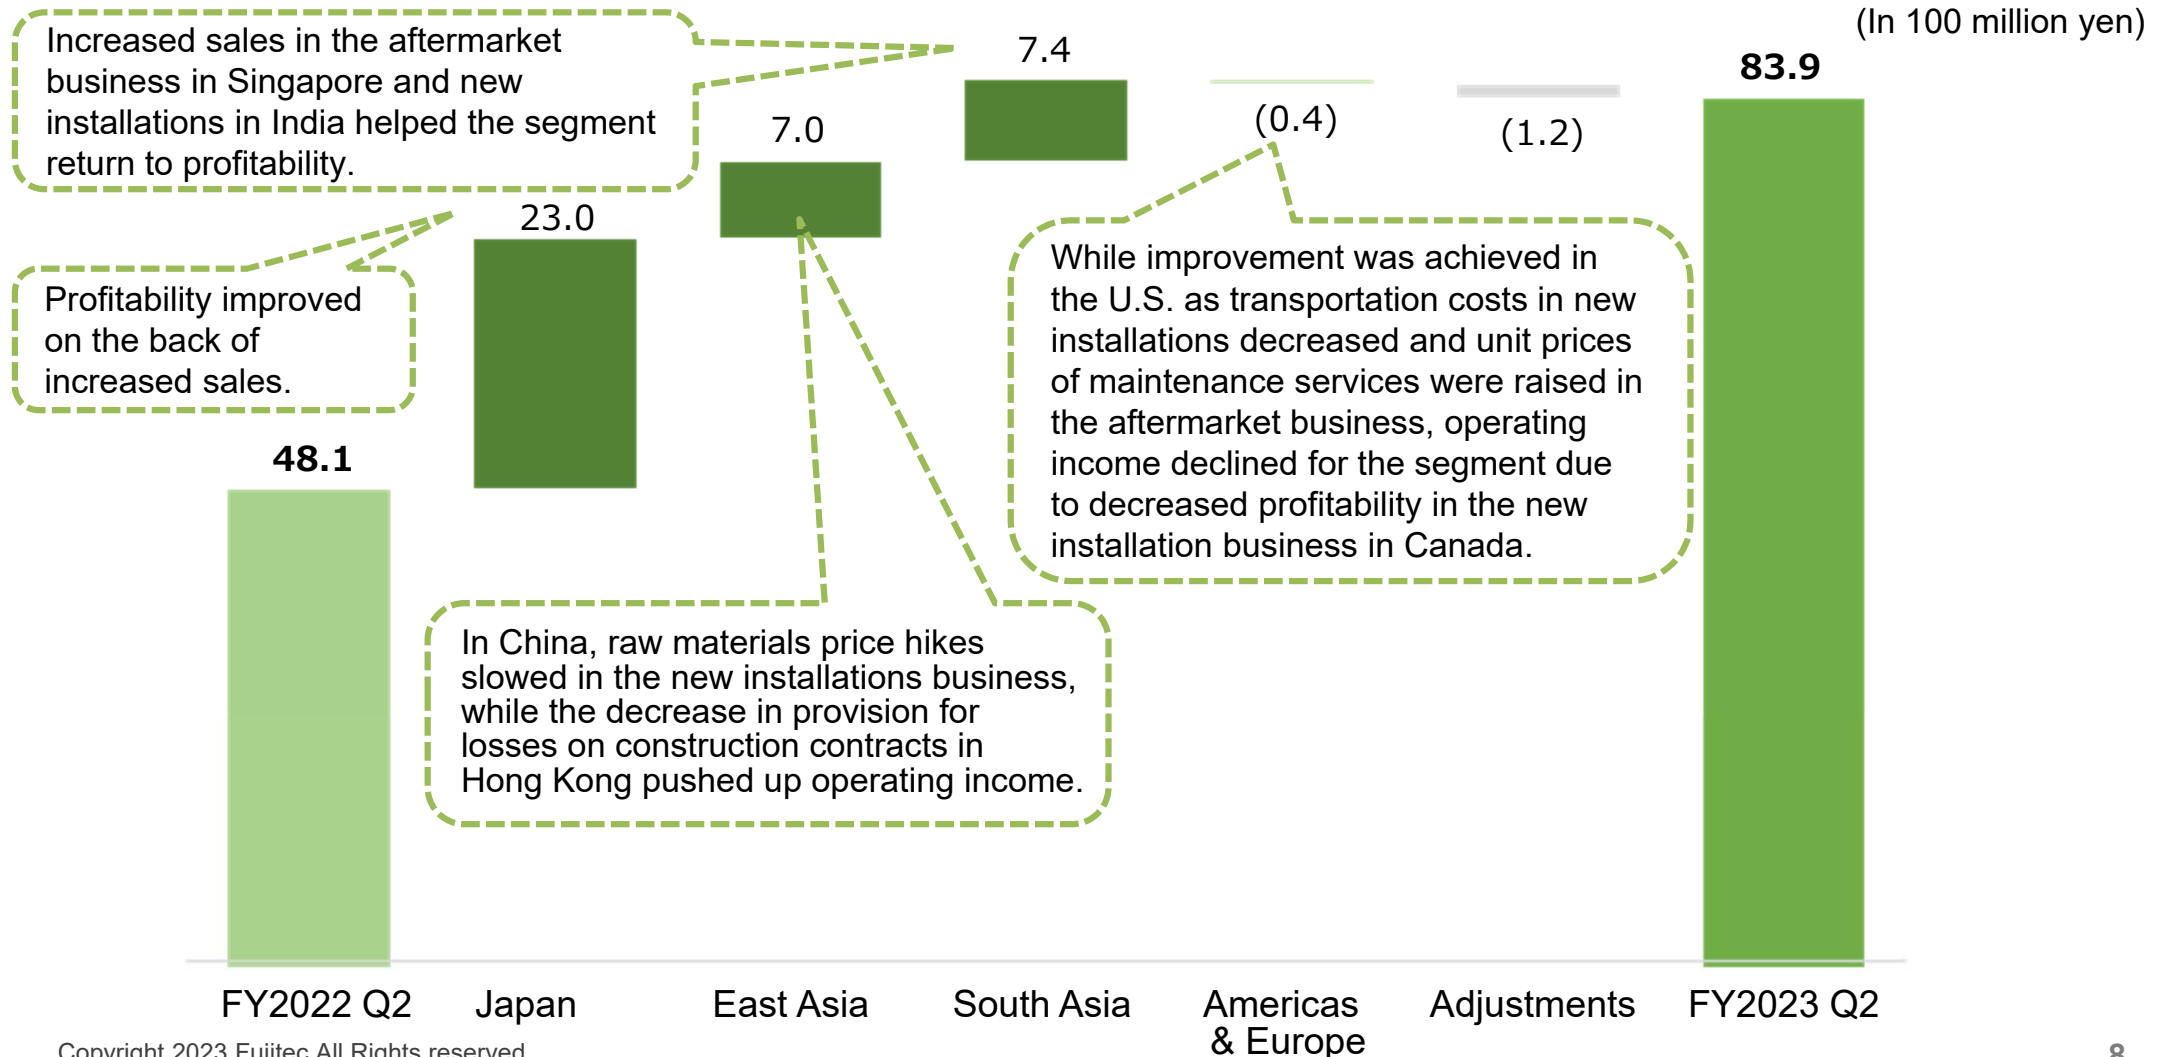 (In 100 million yen)
Increased sales in the aftermarket
business in Singapore and new
installations in India helped the segment
return to profitability.
7.4
83.9
7.0
(0.4)
(1.2)
23.0
Profitability improved
on the back of
increased sales.
While improvement was achieved in
the U.S. as transportation costs in new
installations decreased and unit prices
of maintenance services were raised in
the aftermarket business, operating
income declined for the segment due
to decreased profitability in the new
installation business in Canada.
48.1
In China, raw materials price hikes
slowed in the new installations business,
while the decrease in provision for
losses on construction contracts in
Hong Kong pushed up operating income.
FY2022 Q2
Japan
East Asia
South Asia
Americas
& Europe
Adjustments
FY2023 Q2
Copyright 2023 Fujitec All Rights reserved
8